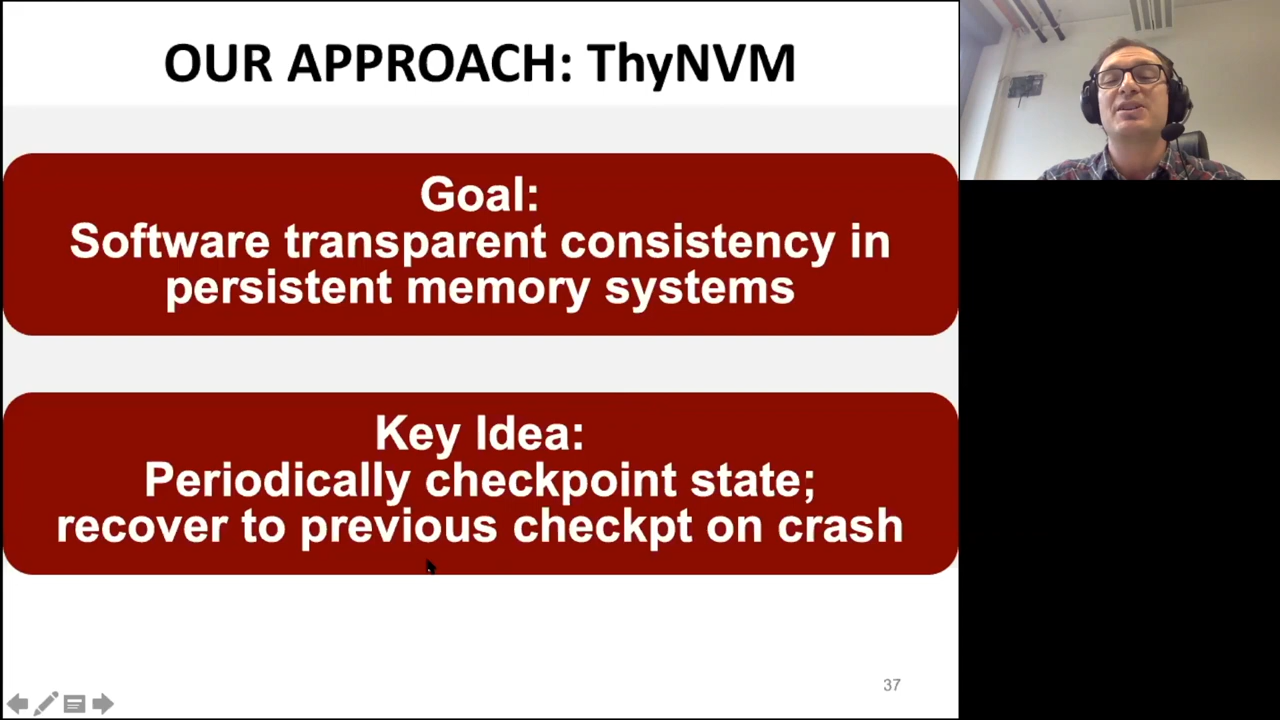 OUR APPROACH: ThyNVM
Goal:
Software transparent consistency in
persistent memory systems
Key Idea:
Periodically checkpoint state;
recover to previous checkpt on crash
37